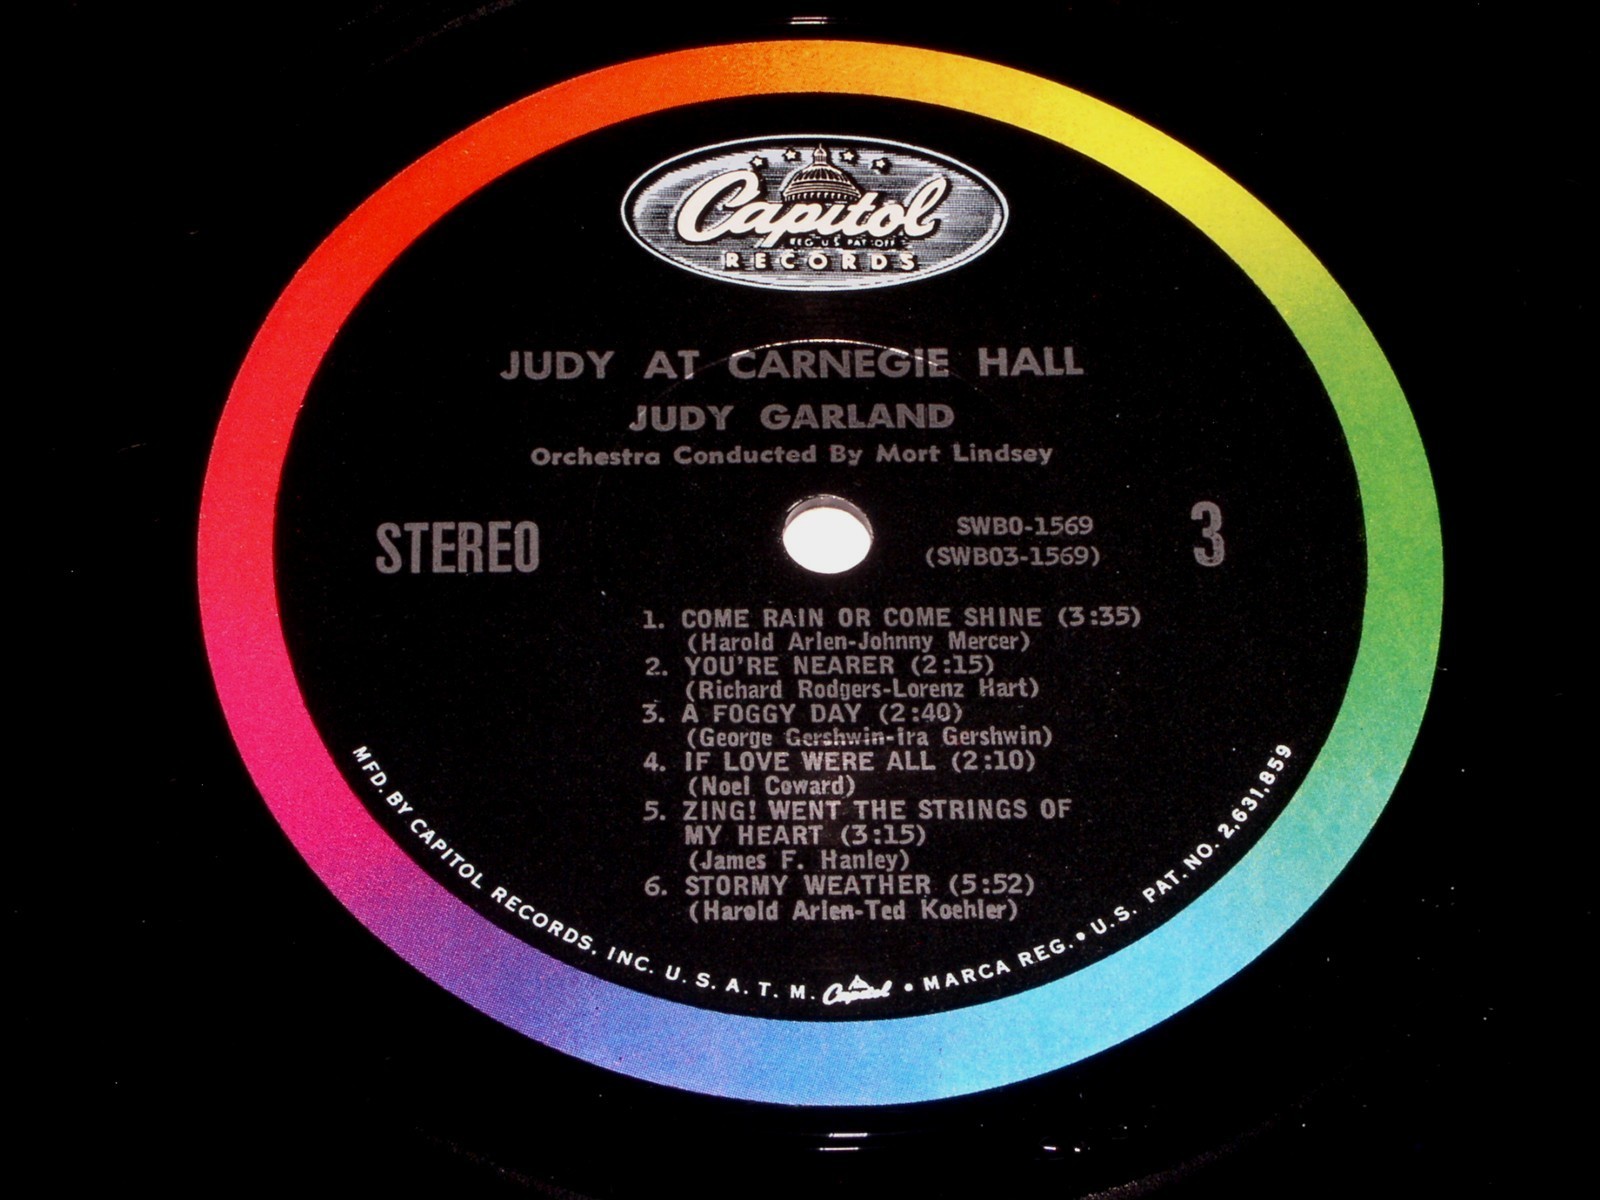 Capitol
REG. U.S. PAT. OFF.
RECORDS
JUDY AT CARNEGIE HALL
JUDY GARLAND
Orchestra Conducted By Mort Lindsey
STEREO
SWBO-1569
(SWBO3-1569)
3
1. COME RAIN OR COME SHINE (3:35)
(Harold Arlen-Johnny Mercer)
2. YOU'RE NEARER (2:15)
(Richard Rodgers-Lorenz Hart)
3. A FOGGY DAY (2:40)
(George Gershwin-Ira Gershwin)
4. IF LOVE WERE ALL (2:10)
(Noel Coward)
5. ZING! WENT THE STRINGS OF
MY HEART (3:15)
(James F. Hanley)
6. STORMY WEATHER (5:52)
(Harold Arlen-Ted Koehler)
MFD. BY CAPITOL RECORDS, INC. U. S. A. T. M. Capitol • MARCA REG. • U.S. PAT. NO. 2,631,859